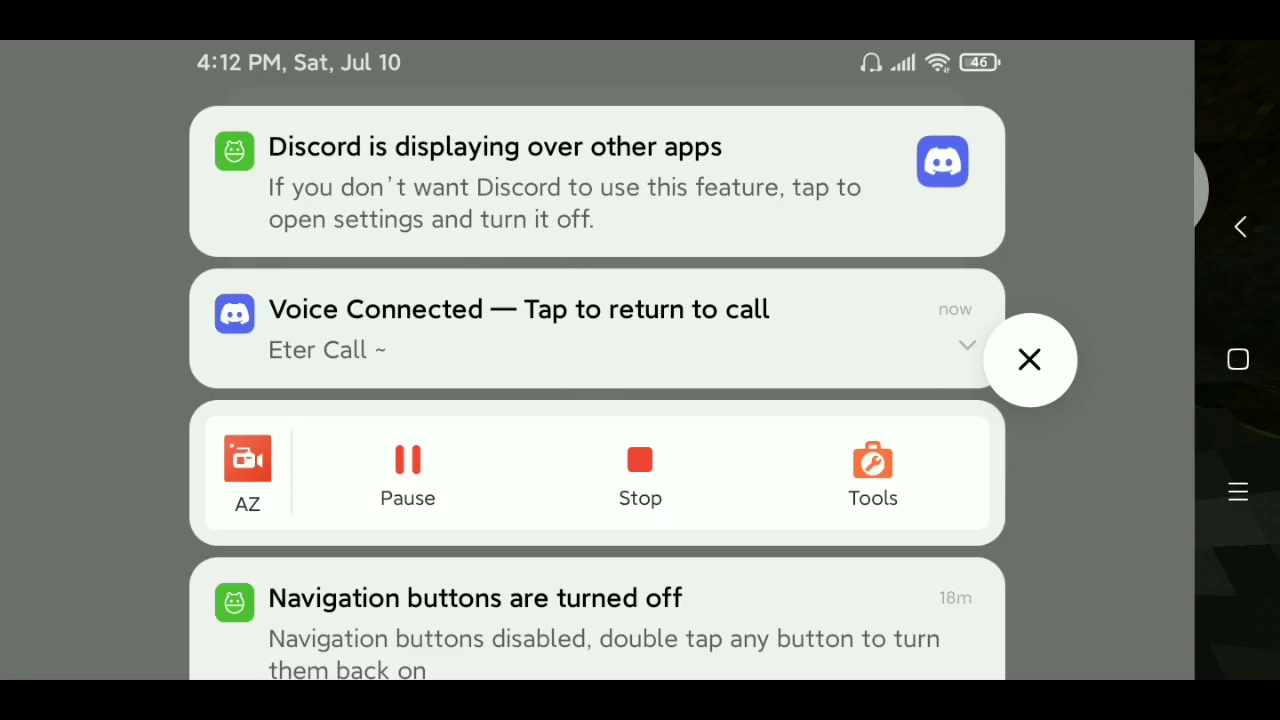 4:12 PM, Sat, Jul 10
46
Discord is displaying over other apps
If you don't want Discord to use this feature, tap to
open settings and turn it off.
Voice Connected — Tap to return to call
now
Eter Call ~
AZ
Pause
Stop
Tools
Navigation buttons are turned off
18m
Navigation buttons disabled, double tap any button to turn
them back on